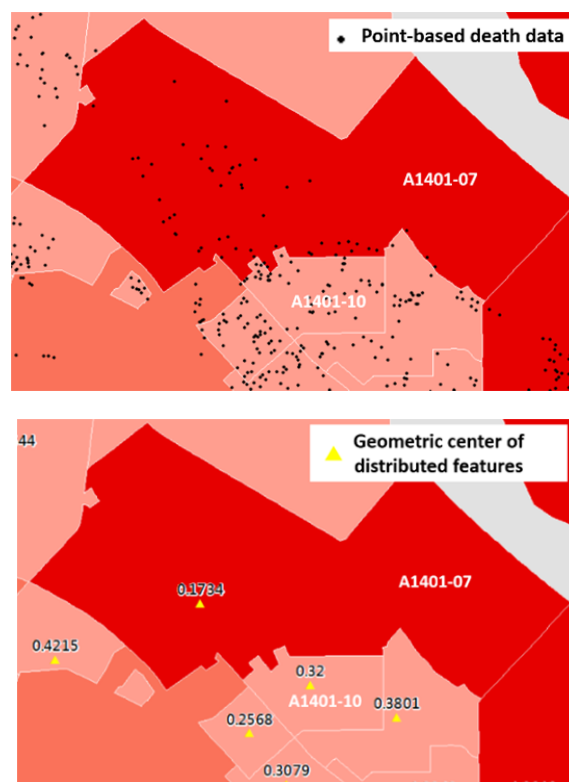 Point-based death data
A1401-07
A1401-10
44
Geometric center of
distributed features
A1401-07
0.1734
0.4215
0.32
A1401-10
0.3801
0.2568
0.3079